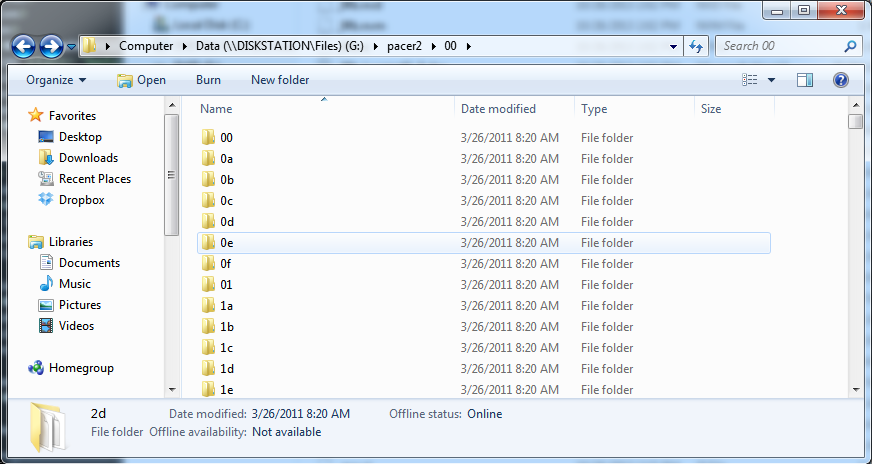 Computer
Data (\\DISKSTATION\Files) (G:)
pacer2
00
Search 00
Organize
Open
Burn
New folder
Name Date modified Type Size
Favorites
Desktop
Downloads
Recent Places
Dropbox
Libraries
Documents
Music
Pictures
Videos
Homegroup
00 3/26/2011 8:20 AM File folder
0a 3/26/2011 8:20 AM File folder
0b 3/26/2011 8:20 AM File folder
0c 3/26/2011 8:20 AM File folder
0d 3/26/2011 8:20 AM File folder
0e 3/26/2011 8:20 AM File folder
0f 3/26/2011 8:20 AM File folder
01 3/26/2011 8:20 AM File folder
1a 3/26/2011 8:20 AM File folder
1b 3/26/2011 8:20 AM File folder
1c 3/26/2011 8:20 AM File folder
1d 3/26/2011 8:20 AM File folder
1e 3/26/2011 8:20 AM File folder
2d Date modified: 3/26/2011 8:20 AM Offline status: Online
File folder Offline availability: Not available